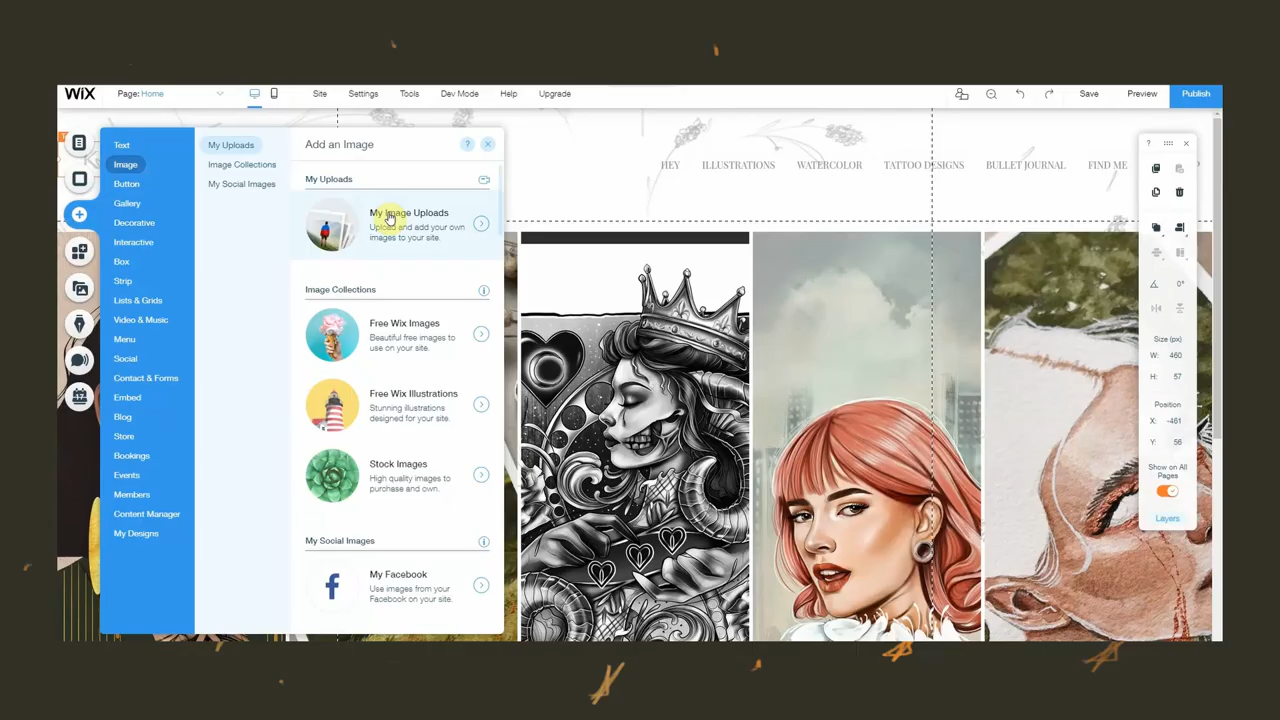 WiX
Page: Home
Site
Settings
Tools
Dev Mode
Help
Upgrade
Save
Preview
Publish
Text
Image
Button
Gallery
Decorative
Interactive
Box
Strip
Lists & Grids
Video & Music
Menu
Social
Contact & Forms
Embed
Blog
Store
Bookings
Events
Members
Content Manager
My Designs
My Uploads
Image Collections
My Social Images
Add an Image
?
My Uploads
My Image Uploads
Upload and add your own
images to your site.
Image Collections
Free Wix Images
Beautiful free images to
use on your site.
Free Wix Illustrations
Stunning illustrations
designed for your site.
Stock Images
High quality images to
purchase and own.
My Social Images
My Facebook
Use images from your
Facebook on your site.
HEY
ILLUSTRATIONS
WATERCOLOR
TATTOO DESIGNS
BULLET JOURNAL
FIND ME
?
0°
Size (px)
W: 460
H: 57
Position
X: -461
Y: 56
Show on All
Pages
Layers